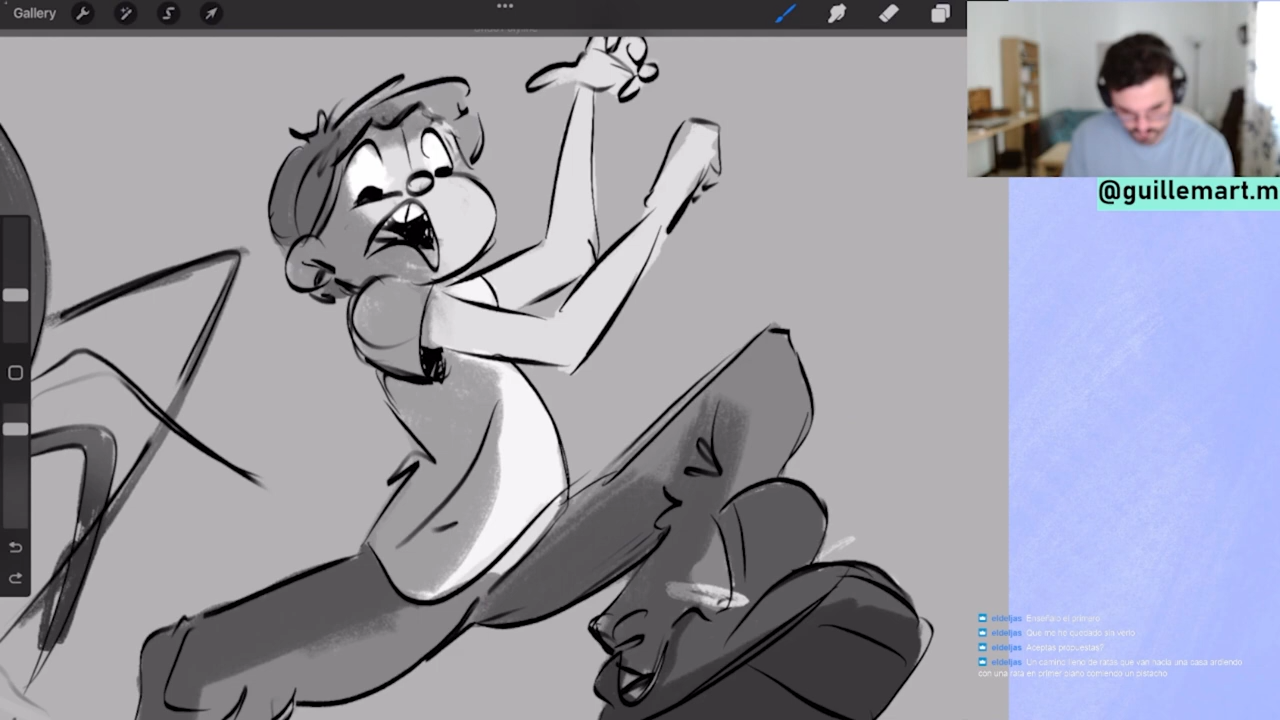 Gallery
@guillemart.m
eldeljas Enséñalo el primero
eldeljas Que me he quedado sin verlo
eldeljas Aceptas propuestas?
eldeljas Un camino lleno de ratas que van hacia una casa ardiendo
con una rata en primer plano comiendo un pistacho